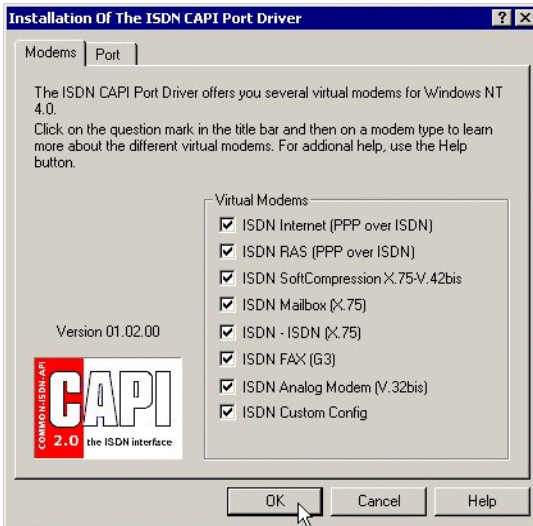 Installation Of The ISDN CAPI Port Driver
Modems
Port
The ISDN CAPI Port Driver offers you several virtual modems for Windows NT
4.0.
Click on the question mark in the title bar and then on a modem type to learn
more about the different virtual modems. For addional help, use the Help
button.
Virtual Modems
ISDN Internet (PPP over ISDN)
ISDN RAS (PPP over ISDN)
ISDN SoftCompression X.75-V.42bis
ISDN Mailbox (X.75)
ISDN - ISDN (X.75)
ISDN FAX (G3)
ISDN Analog Modem (V.32bis)
ISDN Custom Config
Version 01.02.00
COMMON-ISDN-API
CAPI
2.0 the ISDN interface
OK
Cancel
Help